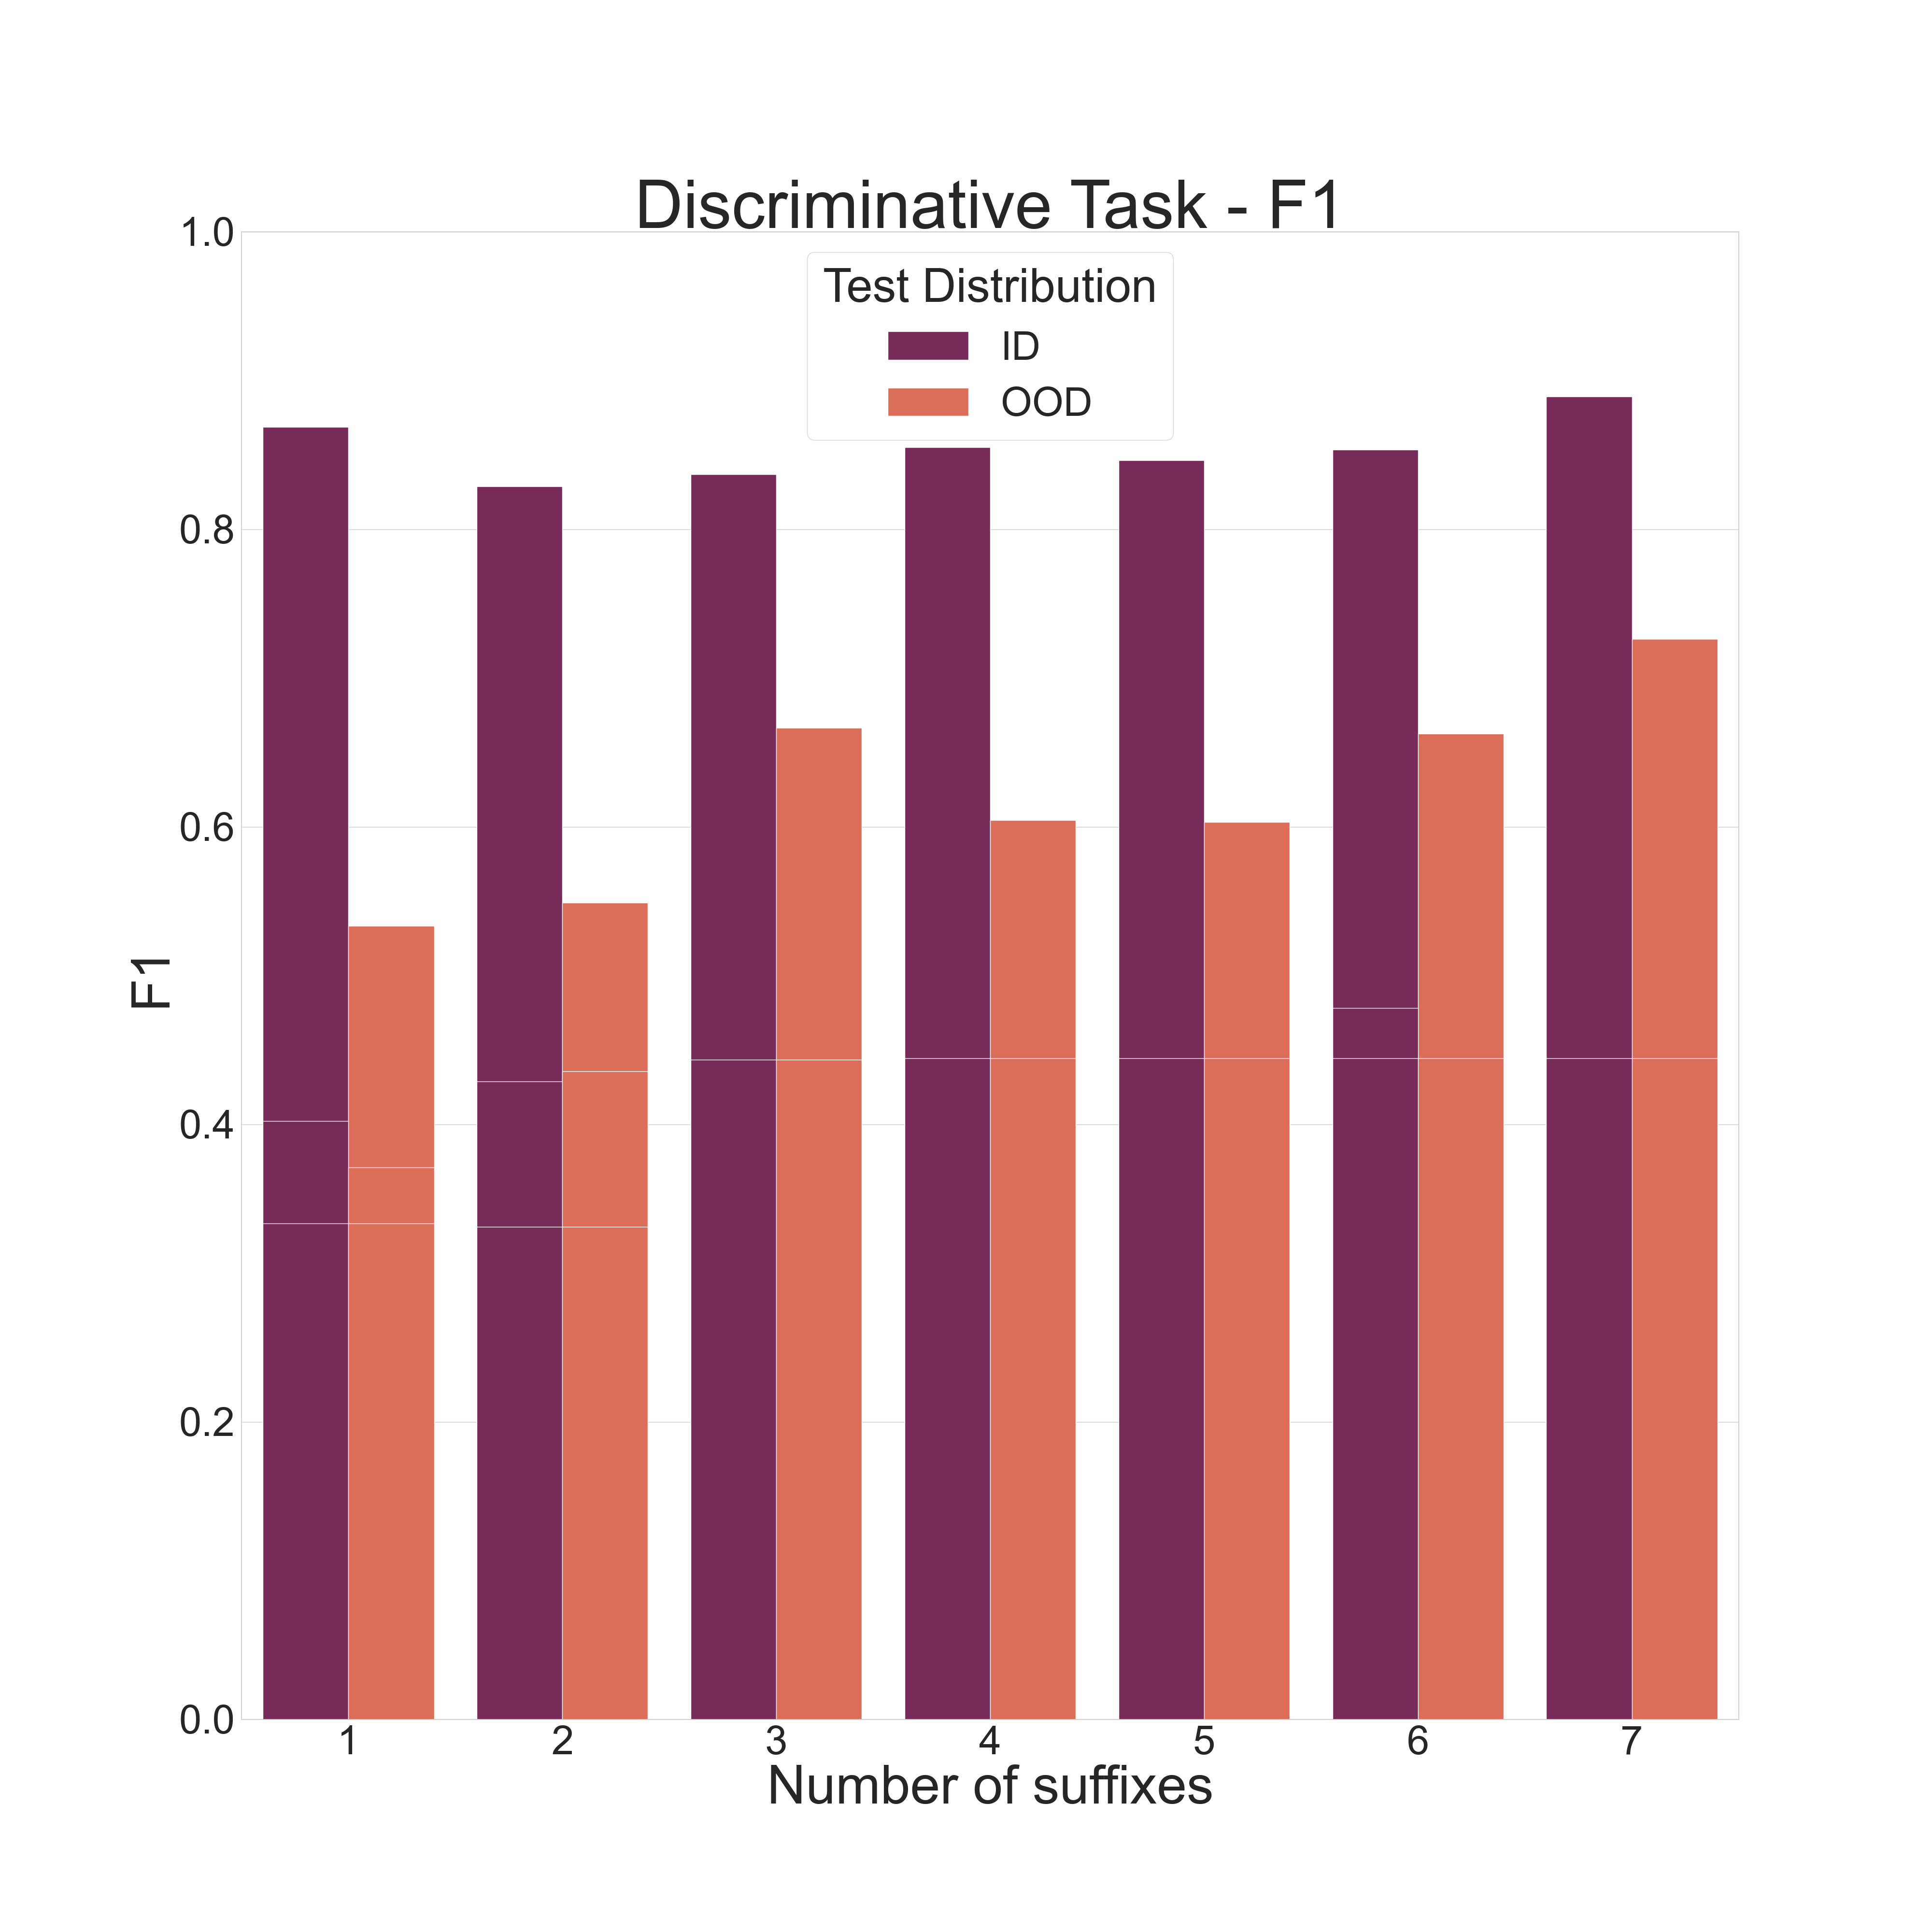 Discriminative Task - F1
Test Distribution
ID
OOD
1.0
0.8
0.6
0.4
0.2
0.0
F1
1 2 3 4 5 6 7
Number of suffixes